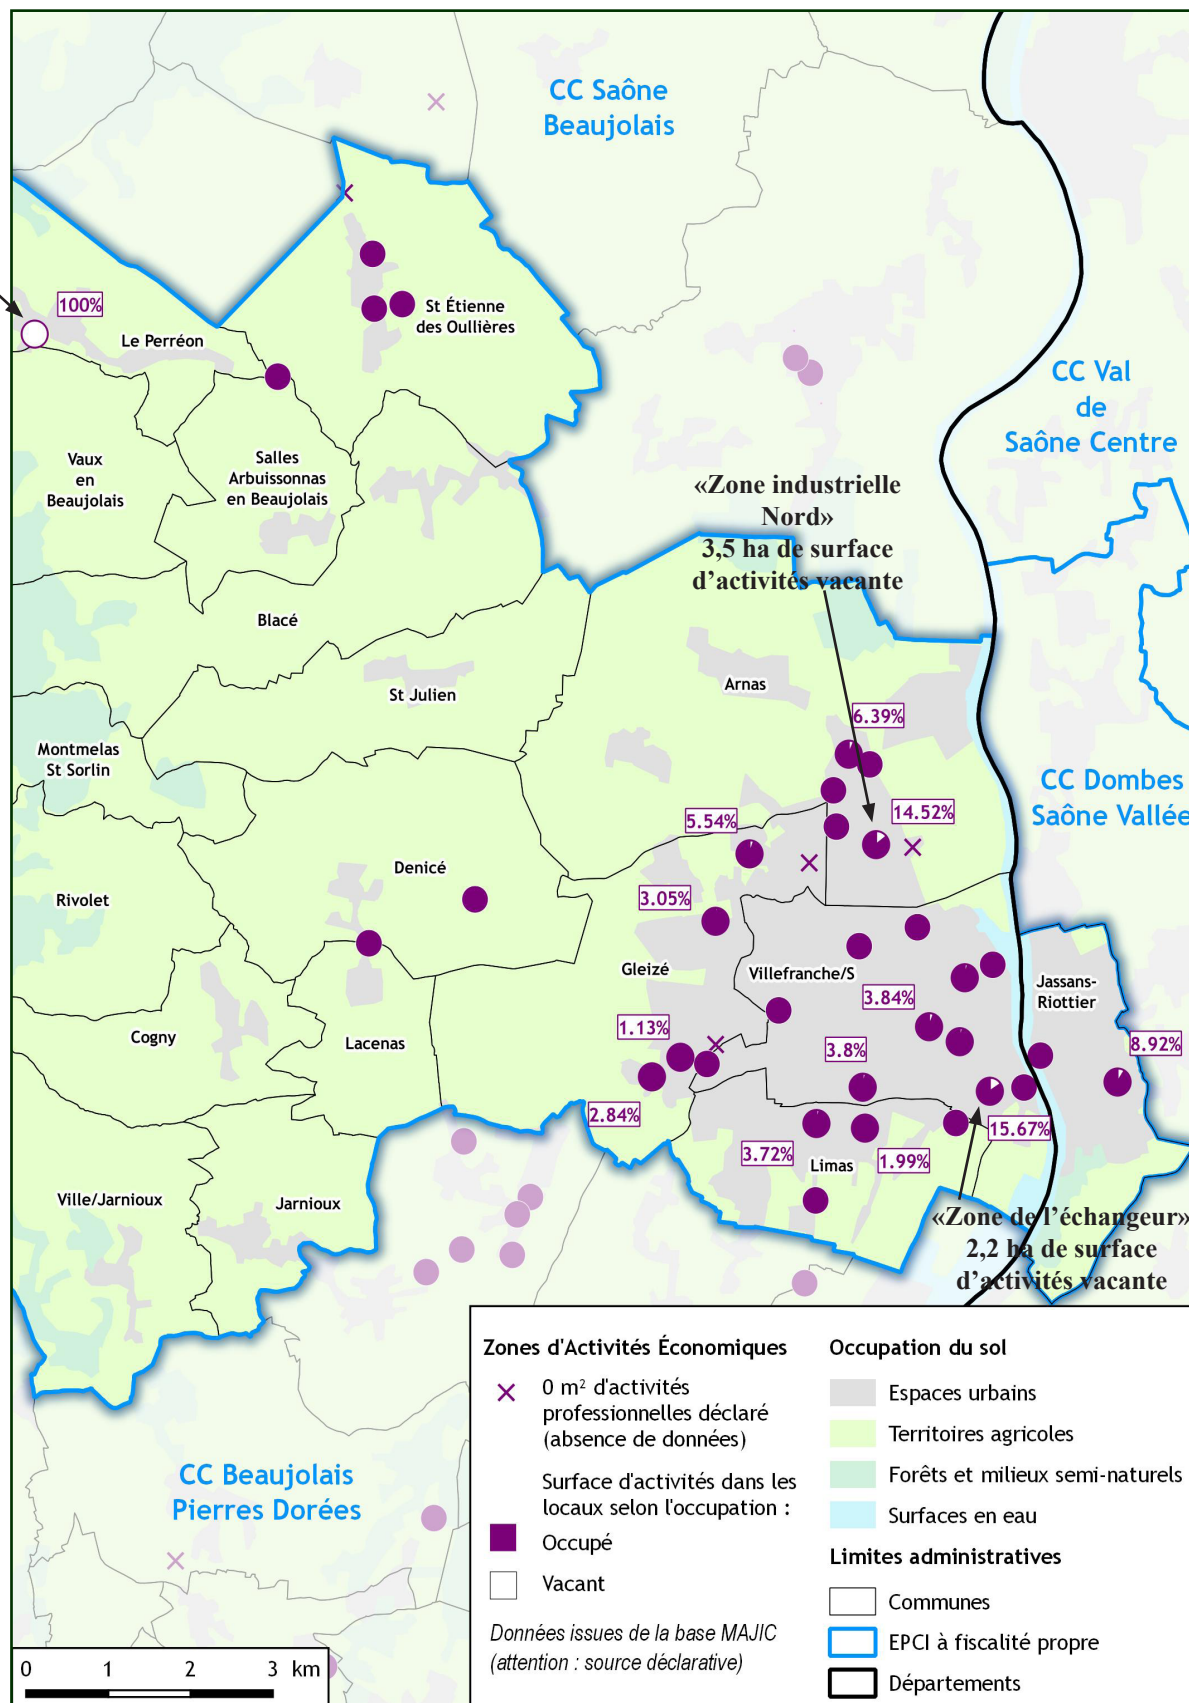 CC Saône
Beaujolais
100%
Le Perréon
St Étienne
des Oullières
CC Val
de
Saône Centre
Vaux
en
Beaujolais
Salles
Arbuissonnas
en Beaujolais
«Zone industrielle
Nord»
3,5 ha de surface
d'activités vacante
Blacé
St Julien
Arnas
6.39%
Montmelas
St Sorlin
CC Dombes
Saône Vallée
14.52%
5.54%
Denicé
3.05%
Rivolet
Gleizé
Villefranche/S
Jassans-
Riottier
3.84%
1.13%
3.8%
8.92%
Cogny
Lacenas
2.84%
15.67%
3.72%
1.99%
Limas
Ville/Jarnioux
Jarnioux
«Zone de l'échangeur»
2,2 ha de surface
d'activités vacante
CC Beaujolais
Pierres Dorées
Zones d'Activités Économiques
0 m² d'activités
professionnelles déclaré
(absence de données)
Surface d'activités dans les
locaux selon l'occupation :
Occupé
Vacant
Données issues de la base MAJIC
(attention : source déclarative)
Occupation du sol
Espaces urbains
Territoires agricoles
Forêts et milieux semi-naturels
Surfaces en eau
Limites administratives
Communes
EPCI à fiscalité propre
Départements
0 1 2 3 km